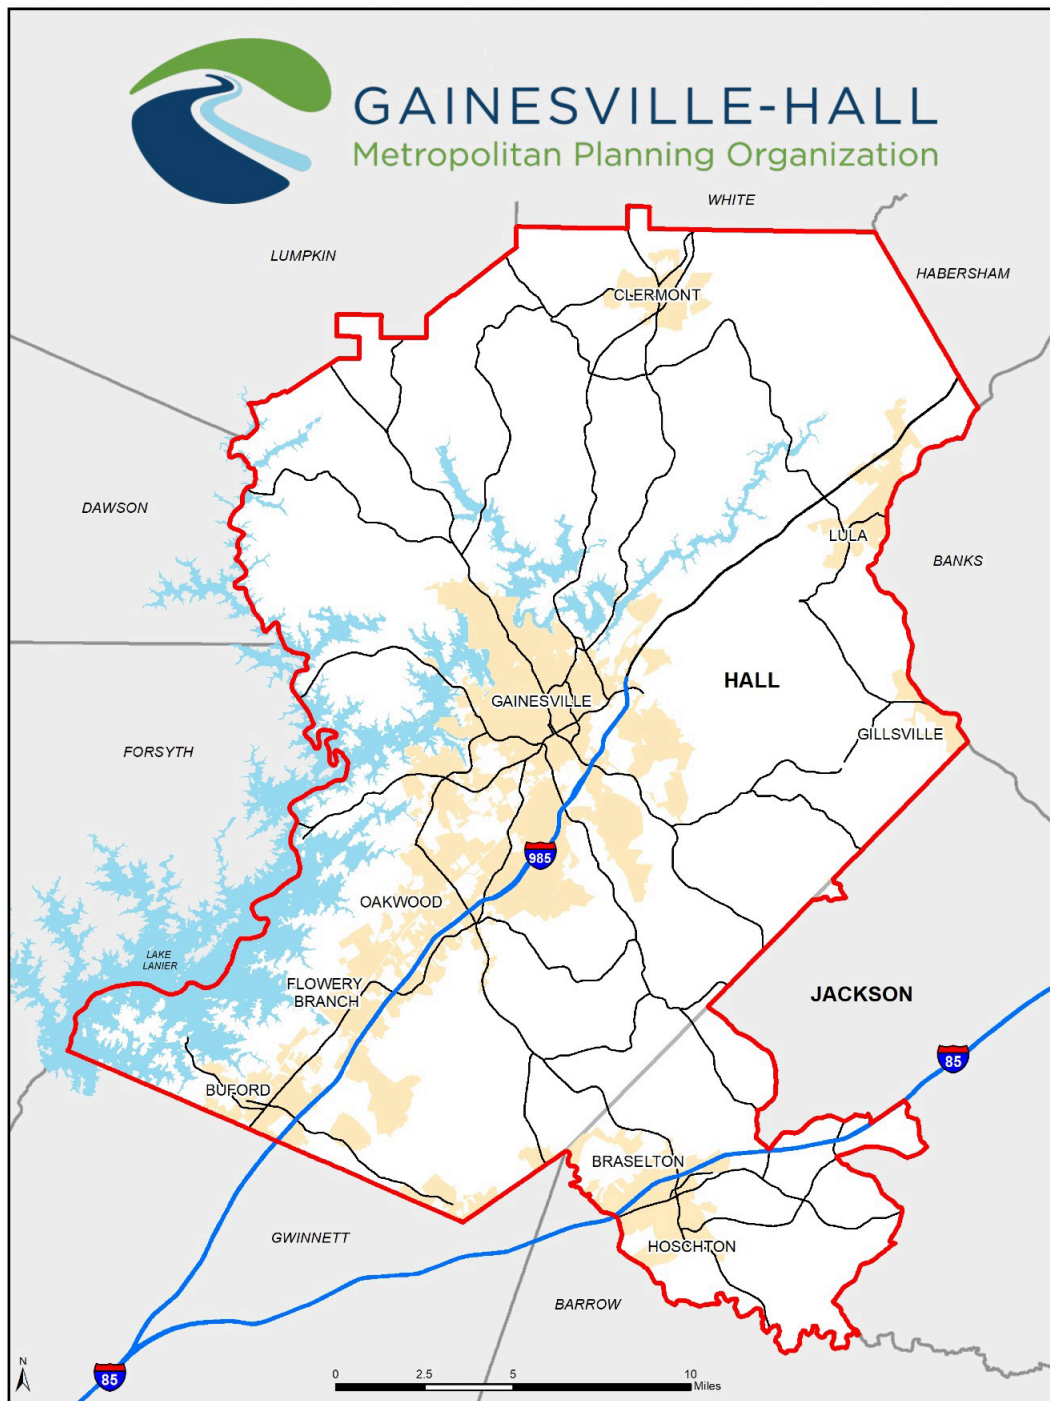 GAINESVILLE-HALL
Metropolitan Planning Organization
WHITE
LUMPKIN
HABERSHAM
CLERMONT
DAWSON
LULA
BANKS
HALL
GAINESVILLE
GILLSVILLE
FORSYTH
985
OAKWOOD
LAKE
LANIER
FLOWERY
BRANCH
JACKSON
85
BUFORD
BRASELTON
GWINNETT
HOSCHTON
BARROW
N
85
0 2.5 5 10
Miles